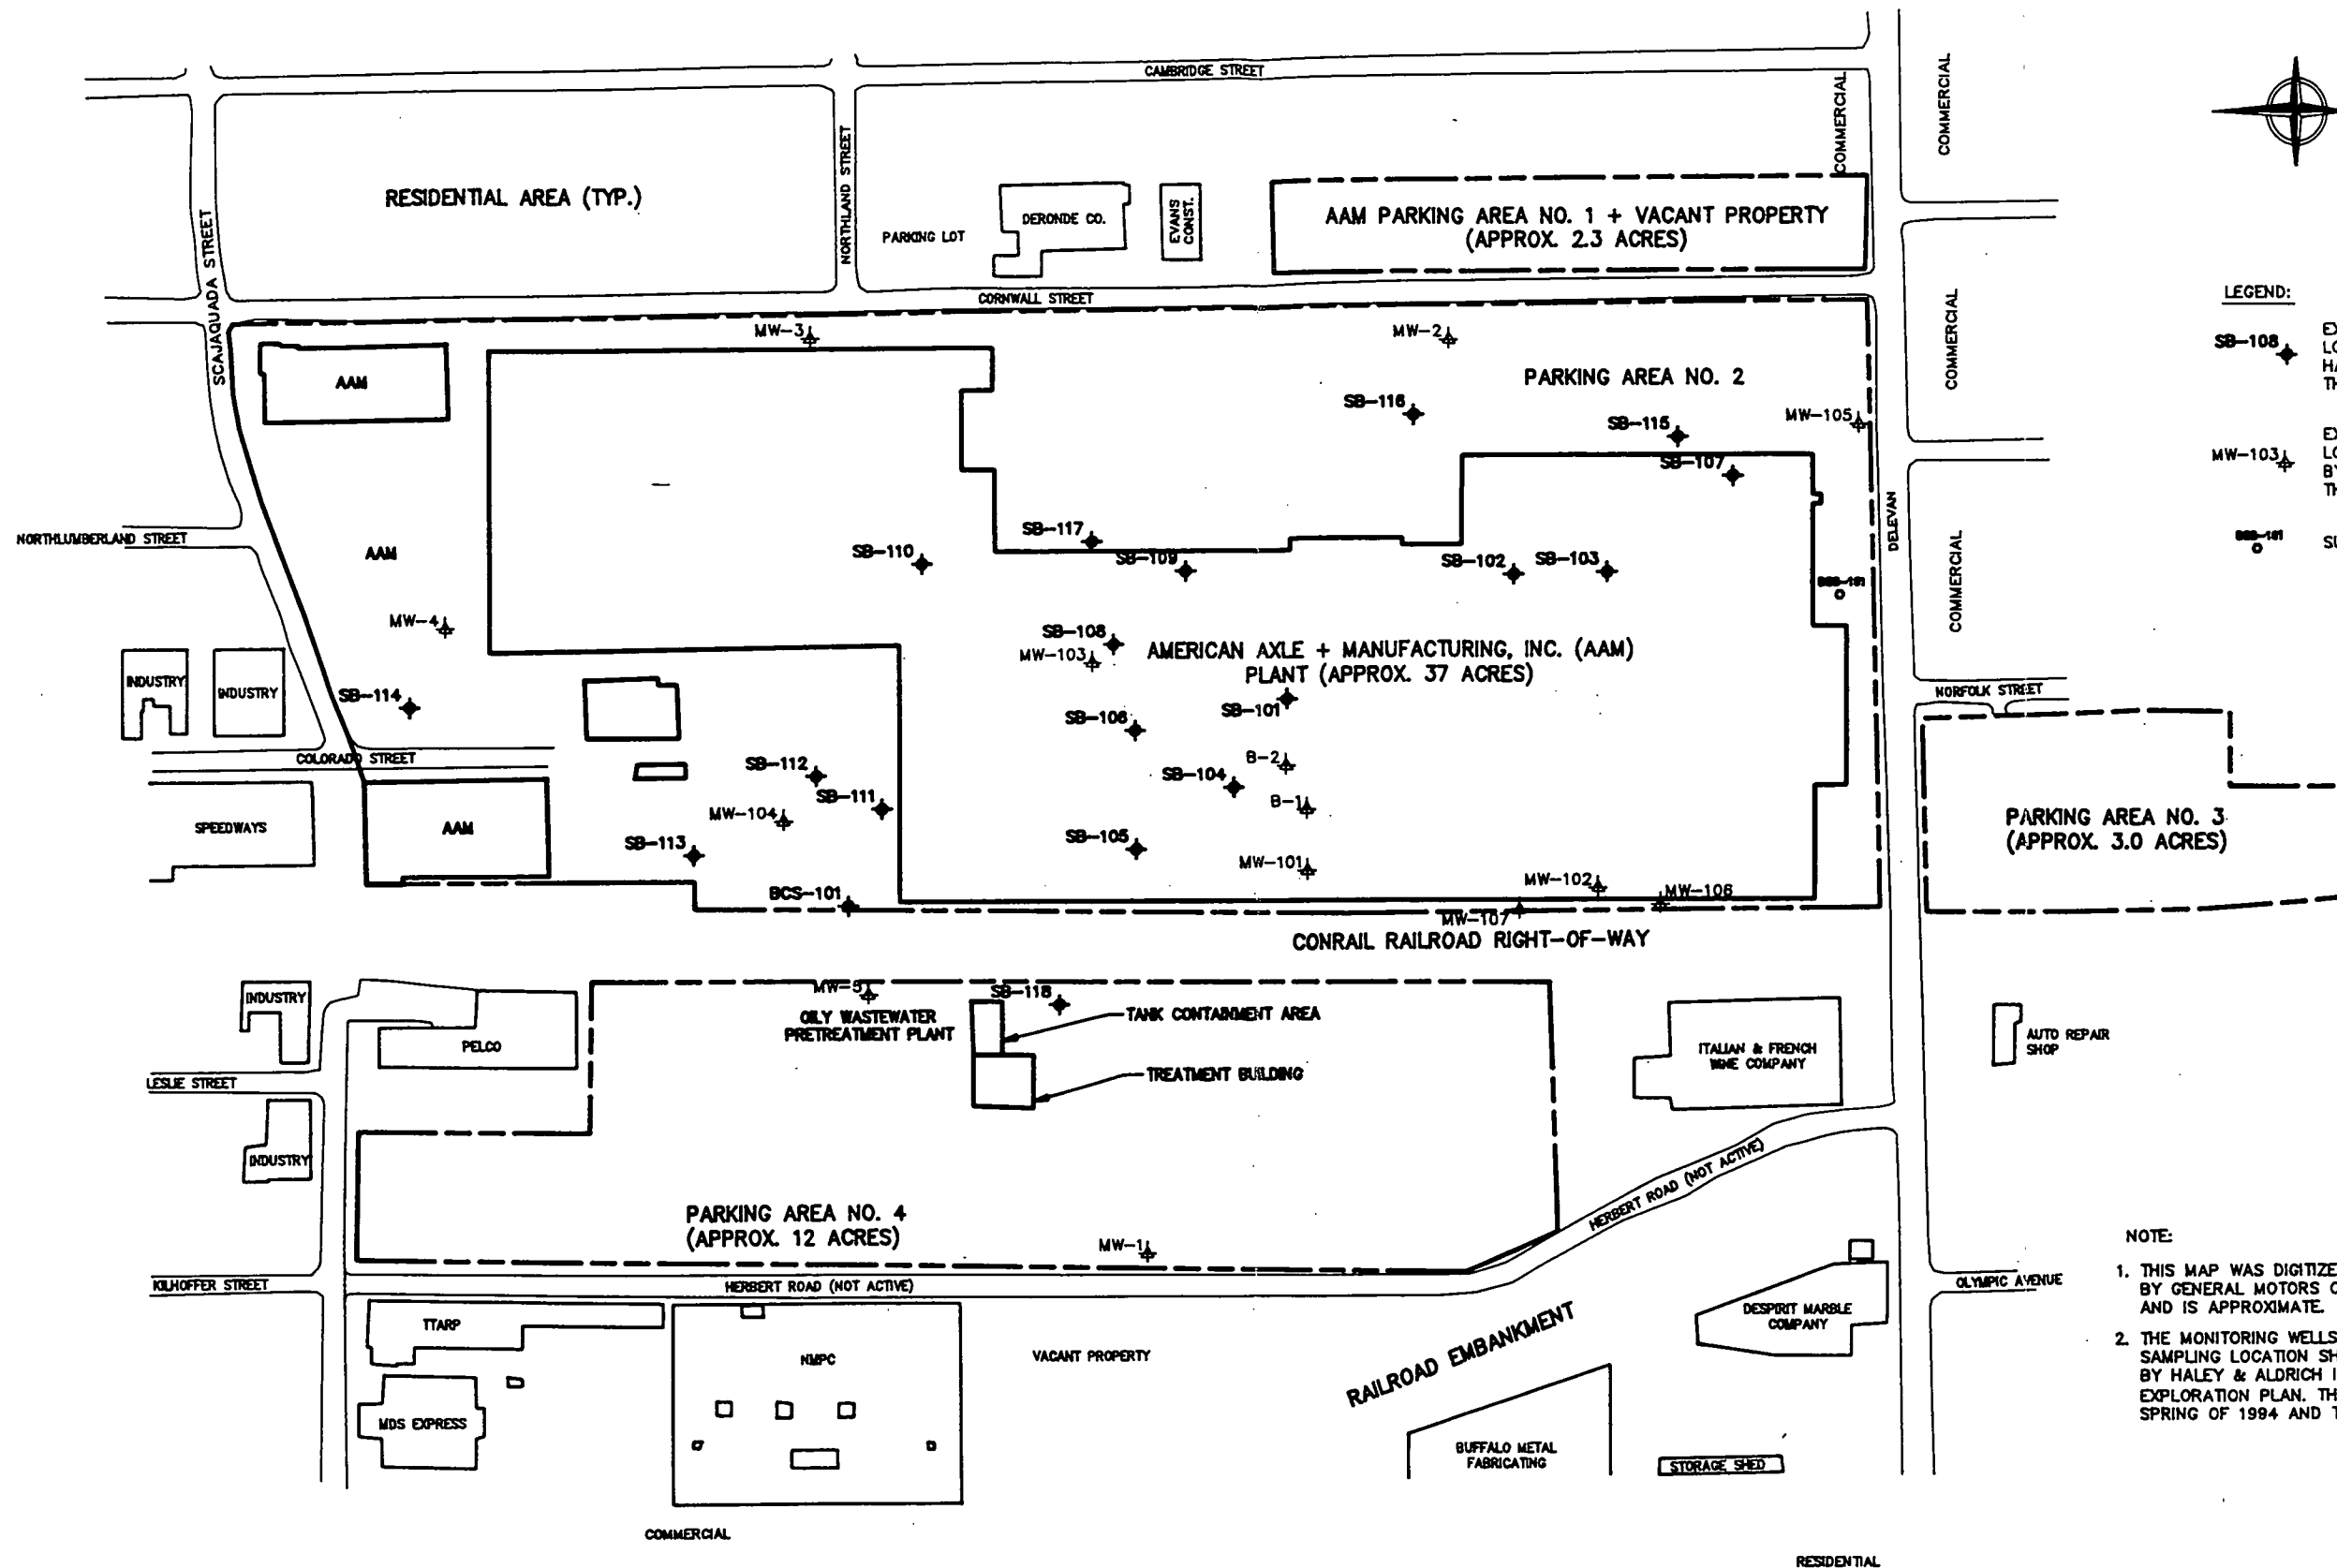 CAMBRIDGE STREET
COMMERCIAL
COMMERCIAL
RESIDENTIAL AREA (TYP.)
SCAJAQUADA STREET
NORTHLAND STREET
PARKING LOT
DERONDE CO.
EVANS
CONST.
AAM PARKING AREA NO. 1 + VACANT PROPERTY
(APPROX. 2.3 ACRES)
CORNWALL STREET
COMMERCIAL
LEGEND:
SB-108
MW-103
MW-3
MW-2
AAM
PARKING AREA NO. 2
SB-116
SB-115
MW-105
SB-107
DELEVAN
NORTHLUMBERLAND STREET
AAM
SB-110
SB-117
SB-109
SB-102
SB-103
COMMERCIAL
MW-4
SB-108
MW-103
AMERICAN AXLE + MANUFACTURING, INC. (AAM)
PLANT (APPROX. 37 ACRES)
INDUSTRY
INDUSTRY
SB-114
SB-106
SB-101
NORFOLK STREET
COLORADO STREET
SB-112
SB-111
B-2
SB-104
B-1
SPEEDWAYS
AAM
MW-104
SB-113
SB-105
MW-101
MW-102
MW-106
BCS-101
MW-107
PARKING AREA NO. 3
(APPROX. 3.0 ACRES)
CONRAIL RAILROAD RIGHT-OF-WAY
INDUSTRY
PELCO
MW-5
SB-118
OILY WASTEWATER
PRETREATMENT PLANT
TANK CONTAINMENT AREA
TREATMENT BUILDING
ITALIAN & FRENCH
WINE COMPANY
AUTO REPAIR
SHOP
LESLIE STREET
INDUSTRY
HERBERT ROAD (NOT ACTIVE)
PARKING AREA NO. 4
(APPROX. 12 ACRES)
MW-1
KILHOFFER STREET
HERBERT ROAD (NOT ACTIVE)
OLYMPIC AVENUE
TTARP
NMPC
VACANT PROPERTY
RAILROAD EMBANKMENT
DESPIRIT MARBLE
COMPANY
MDS EXPRESS
BUFFALO METAL
FABRICATING
STORAGE SHED
COMMERCIAL
RESIDENTIAL
NOTE:
1. THIS MAP WAS DIGITIZE
BY GENERAL MOTORS
AND IS APPROXIMATE.
2. THE MONITORING WELLS
SAMPLING LOCATION SH
BY HALEY & ALDRICH
EXPLORATION PLAN. TH
SPRING OF 1994 AND